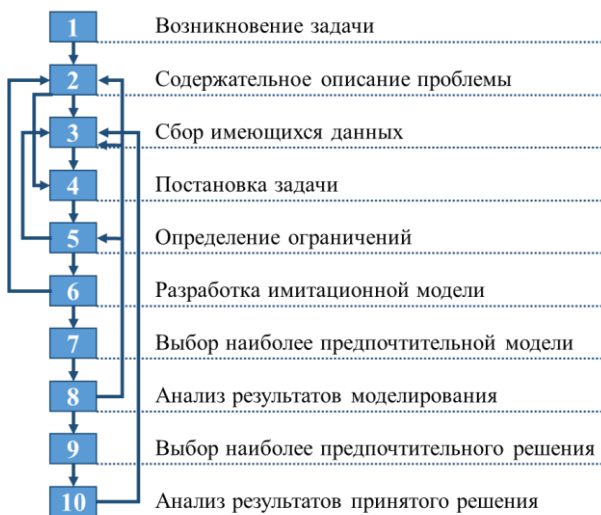 1 Возникновение задачи
2 Содержательное описание проблемы
3 Сбор имеющихся данных
4 Постановка задачи
5 Определение ограничений
6 Разработка имитационной модели
7 Выбор наиболее предпочтительной модели
8 Анализ результатов моделирования
9 Выбор наиболее предпочтительного решения
10 Анализ результатов принятого решения